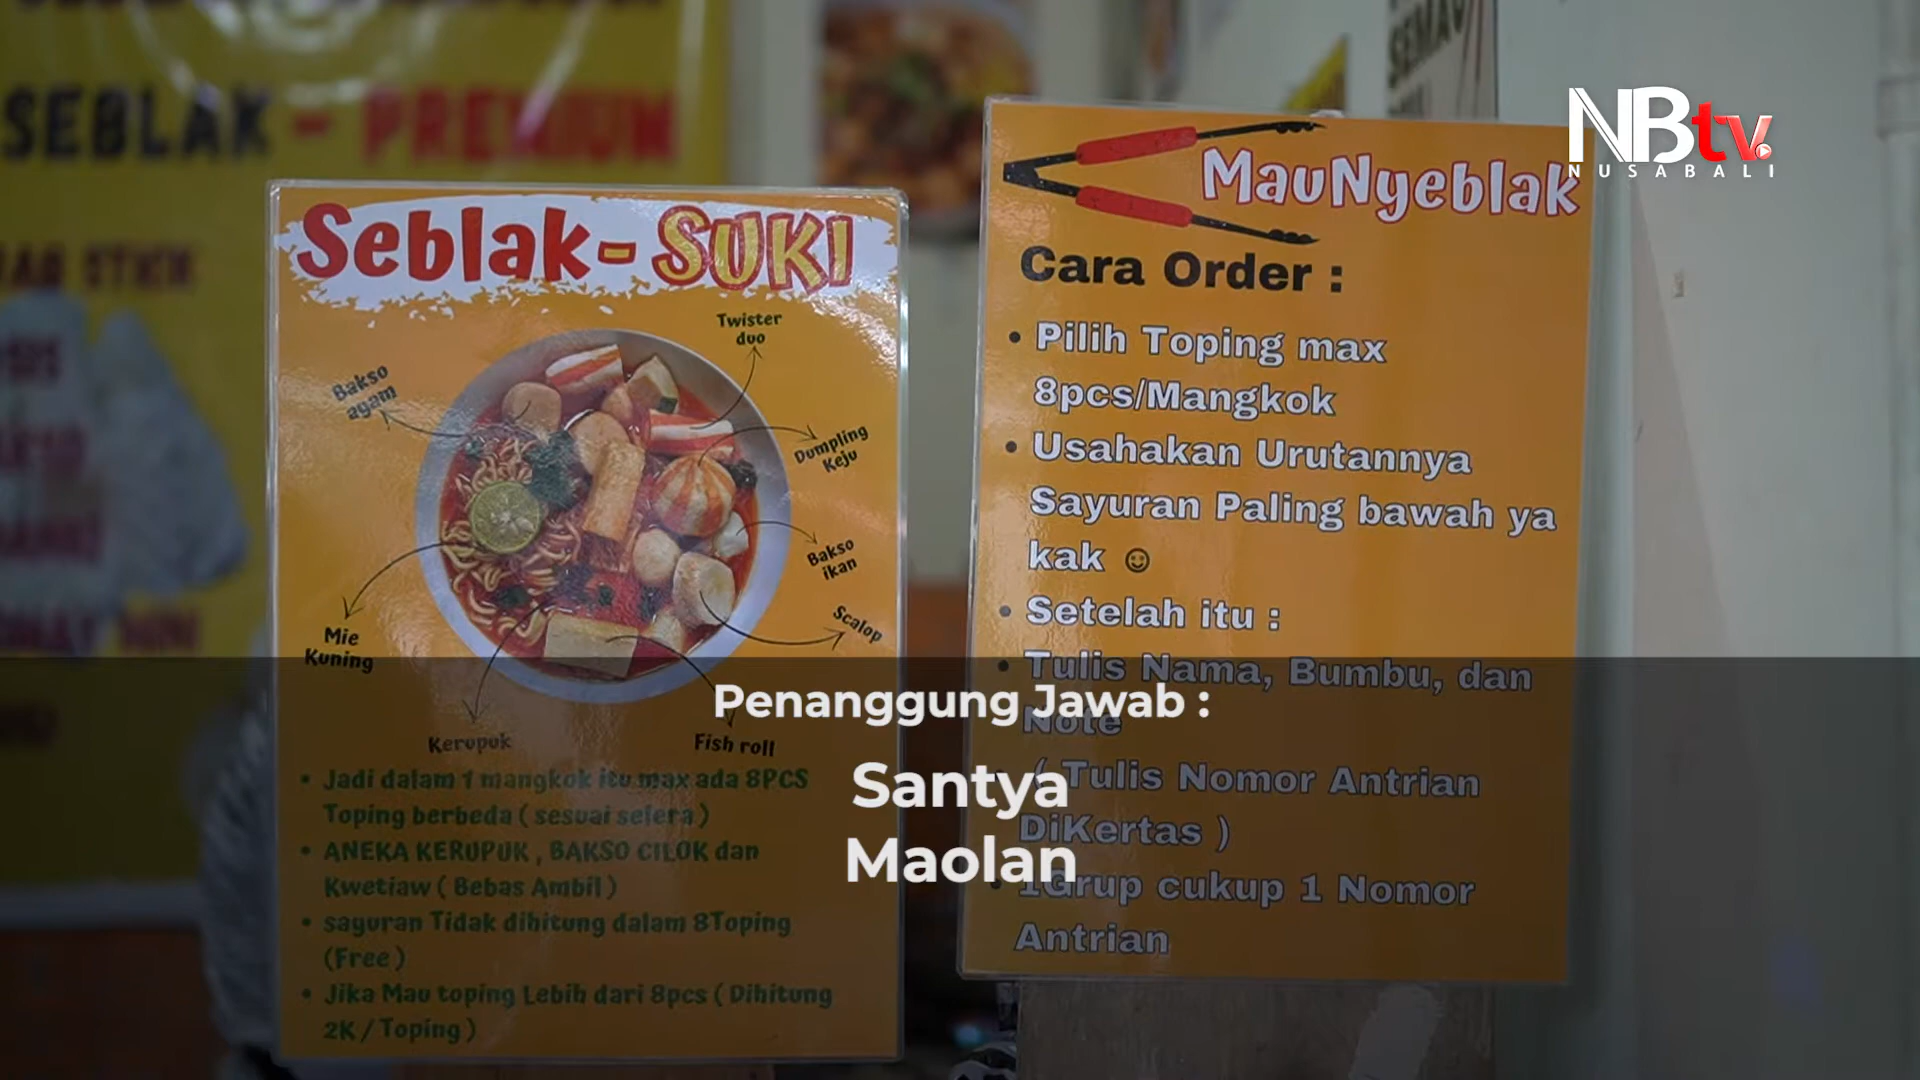 SEBLAK - PREMIUM
SEMAU
NBtv
NUSABALI
Seblak-SUKI
Twister
duo
Bakso
ayam
Dumpling
Keju
Bakso
ikan
Scalop
Mie
Kuning
Kerupuk
Fish roll
• Jadi dalam 1 mangkok itu max ada 8PCS
Toping berbeda ( sesuai selera )
• ANEKA KERUPUK , BAKSO CILOK dan
Kwetiaw ( Bebas Ambil )
• sayuran Tidak dihitung dalam 8Toping
(Free )
• Jika Mau toping Lebih dari 8pcs ( Dihitung
2K / Toping )
MauNyeblak
Cara Order :
• Pilih Toping max
8pcs/Mangkok
• Usahakan Urutannya
Sayuran Paling bawah ya
kak ☺
• Setelah itu :
• Tulis Nama, Bumbu, dan
Note
( Tulis Nomor Antrian
DiKertas )
• 1Grup cukup 1 Nomor
Antrian
Penanggung Jawab :
Santya
Maolan